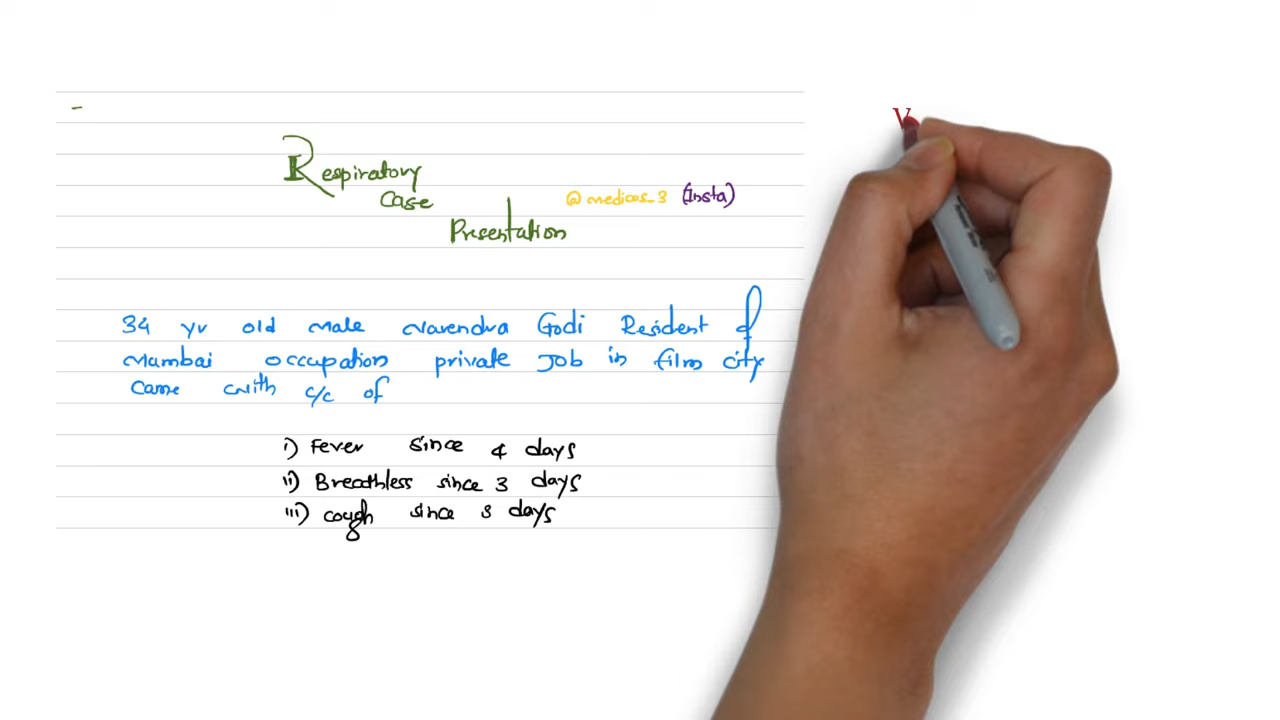 Respiratory
Case
@medicos_3 (Insta)
Presentation
34 yr old male Narendra Godi Resident of
Mumbai occupation private Job in film city
came with c/c of
i) Fever since 4 days
ii) Breathless since 3 days
iii) cough since 3 days
V